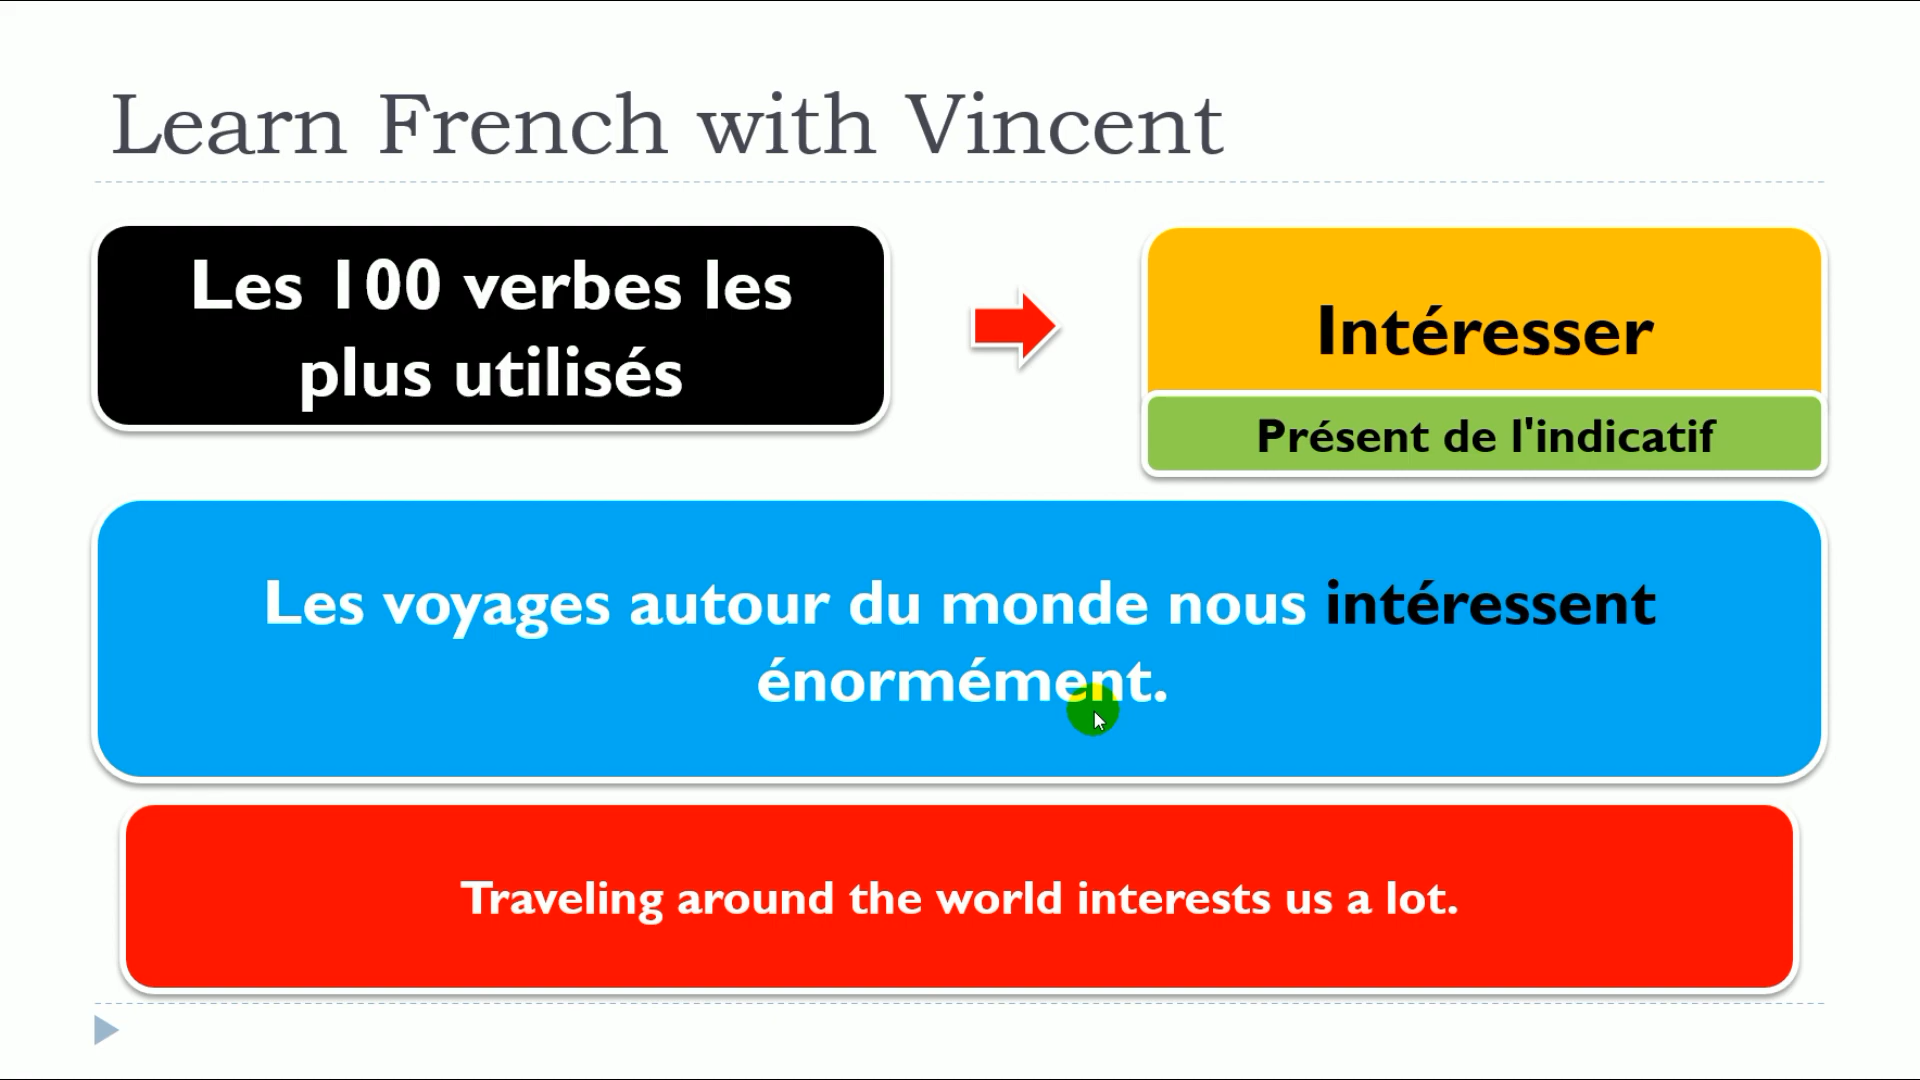 Learn French with Vincent
Les 100 verbes les
plus utilisés
Intéresser
Présent de l'indicatif
Les voyages autour du monde nous intéressent
énormément.
Traveling around the world interests us a lot.